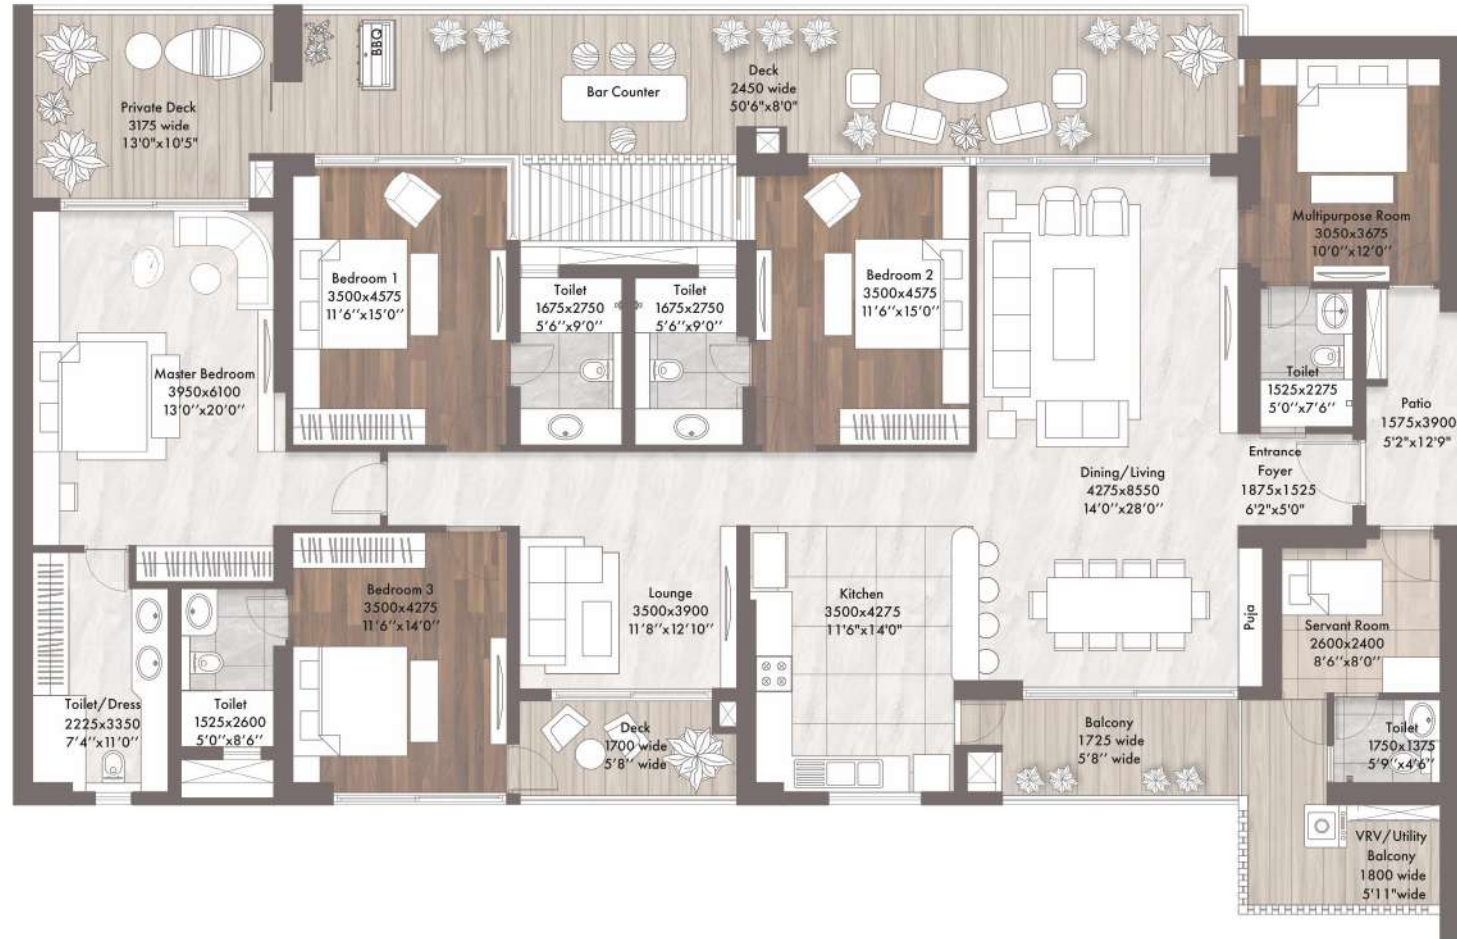 Private Deck
3175 wide
13'0"x10'5"
BBQ
Bar Counter
Deck
2450 wide
50'6"x8'0"
Multipurpose Room
3050x3675
10'0''x12'0''
Bedroom 1
3500x4575
11'6''x15'0''
Toilet
1675x2750
5'6''x9'0''
Toilet
1675x2750
5'6''x9'0''
Bedroom 2
3500x4575
11'6''x15'0''
Master Bedroom
3950x6100
13'0''x20'0''
Toilet
1525x2275
5'0''x7'6''
Patio
1575x3900
5'2"x12'9"
Dining/Living
4275x8550
14'0''x28'0''
Entrance
Foyer
1875x1525
6'2"x5'0"
Bedroom 3
3500x4275
11'6''x14'0''
Lounge
3500x3900
11'8''x12'10''
Kitchen
3500x4275
11'6"x14'0"
Puja
Servant Room
2600x2400
8'6''x8'0''
Toilet/Dress
2225x3350
7'4''x11'0''
Toilet
1525x2600
5'0''x8'6''
Deck
1700 wide
5'8'' wide
Balcony
1725 wide
5'8'' wide
Toilet
1750x1375
5'9"x4'6''
VRV/Utility
Balcony
1800 wide
5'11"wide